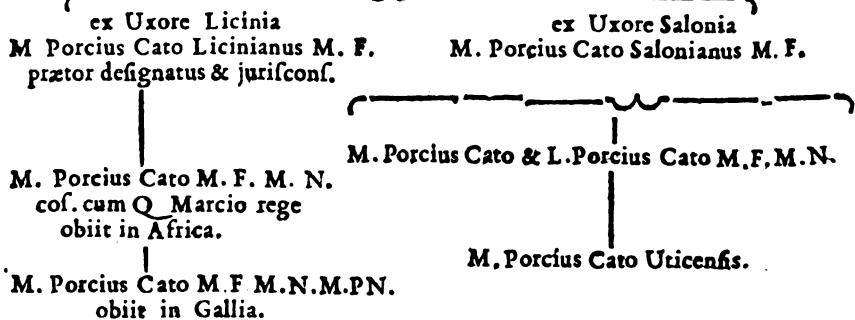 ex Uxore Licinia
M Porcius Cato Licinianus M. F.
prætor deſignatus & juriſconſ.
M. Porcius Cato M. F. M. N.
coſ. cum Q Marcio rege
obiit in Africa.
M. Porcius Cato M.F M.N.M.PN.
obiit in Gallia.
ex Uxore Salonia
M. Porcius Cato Salonianus M. F.
M. Porcius Cato & L. Porcius Cato M.F. M.N.
M. Porcius Cato Uticenſis.